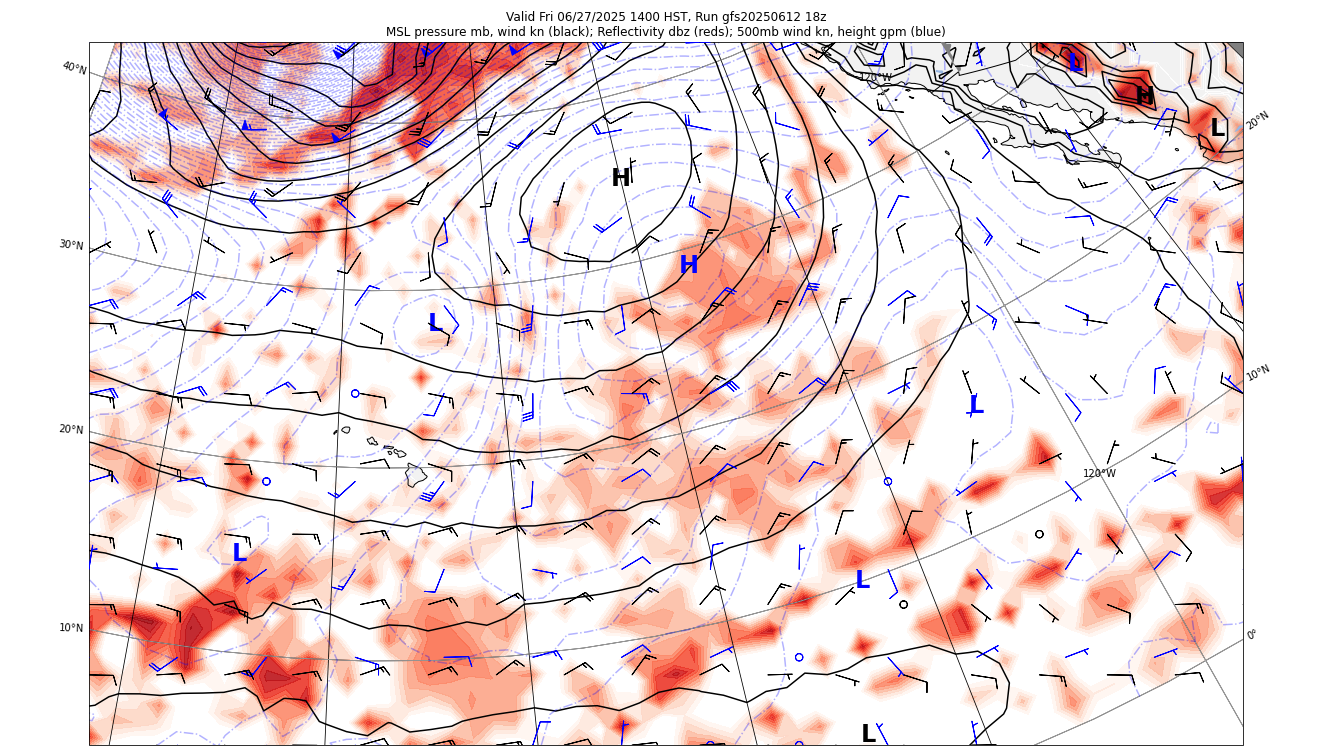 Valid Fri 06/27/2025 1400 HST, Run gfs20250612 18z
MSL pressure mb, wind kn (black); Reflectivity dbz (reds); 500mb wind kn, height gpm (blue)
40°N
120°W
L
H
L
20°N
H
30°N
H
L
10°N
L
20°N
120°W
L
L
10°N
0°
L